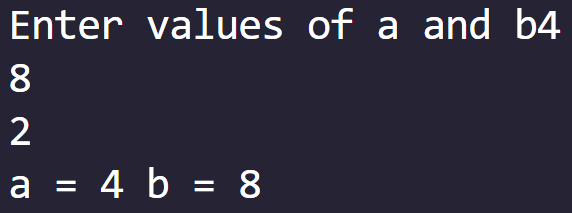 Enter values of a and b4
8
2
a = 4 b = 8